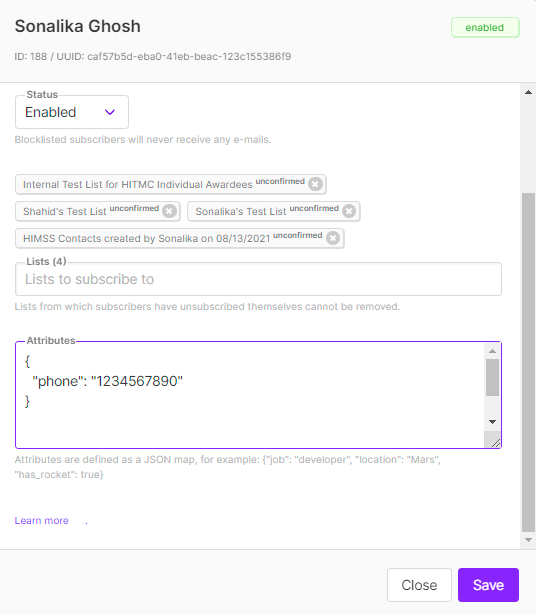 Sonalika Ghosh
enabled
ID: 188 / UUID: caf57b5d-eba0-41eb-beac-123c155386f9
Status
Enabled
Blocklisted subscribers will never receive any e-mails.
Internal Test List for HITMC Individual Awardees unconfirmed
Shahid's Test List unconfirmed Sonalika's Test List unconfirmed
HIMSS Contacts created by Sonalika on 08/13/2021 unconfirmed
Lists (4)
Lists to subscribe to
Lists from which subscribers have unsubscribed themselves cannot be removed.
Attributes
{
"phone": "1234567890"
}
Attributes are defined as a JSON map, for example: {"job": "developer", "location": "Mars",
"has_rocket": true}
Learn more .
Close Save